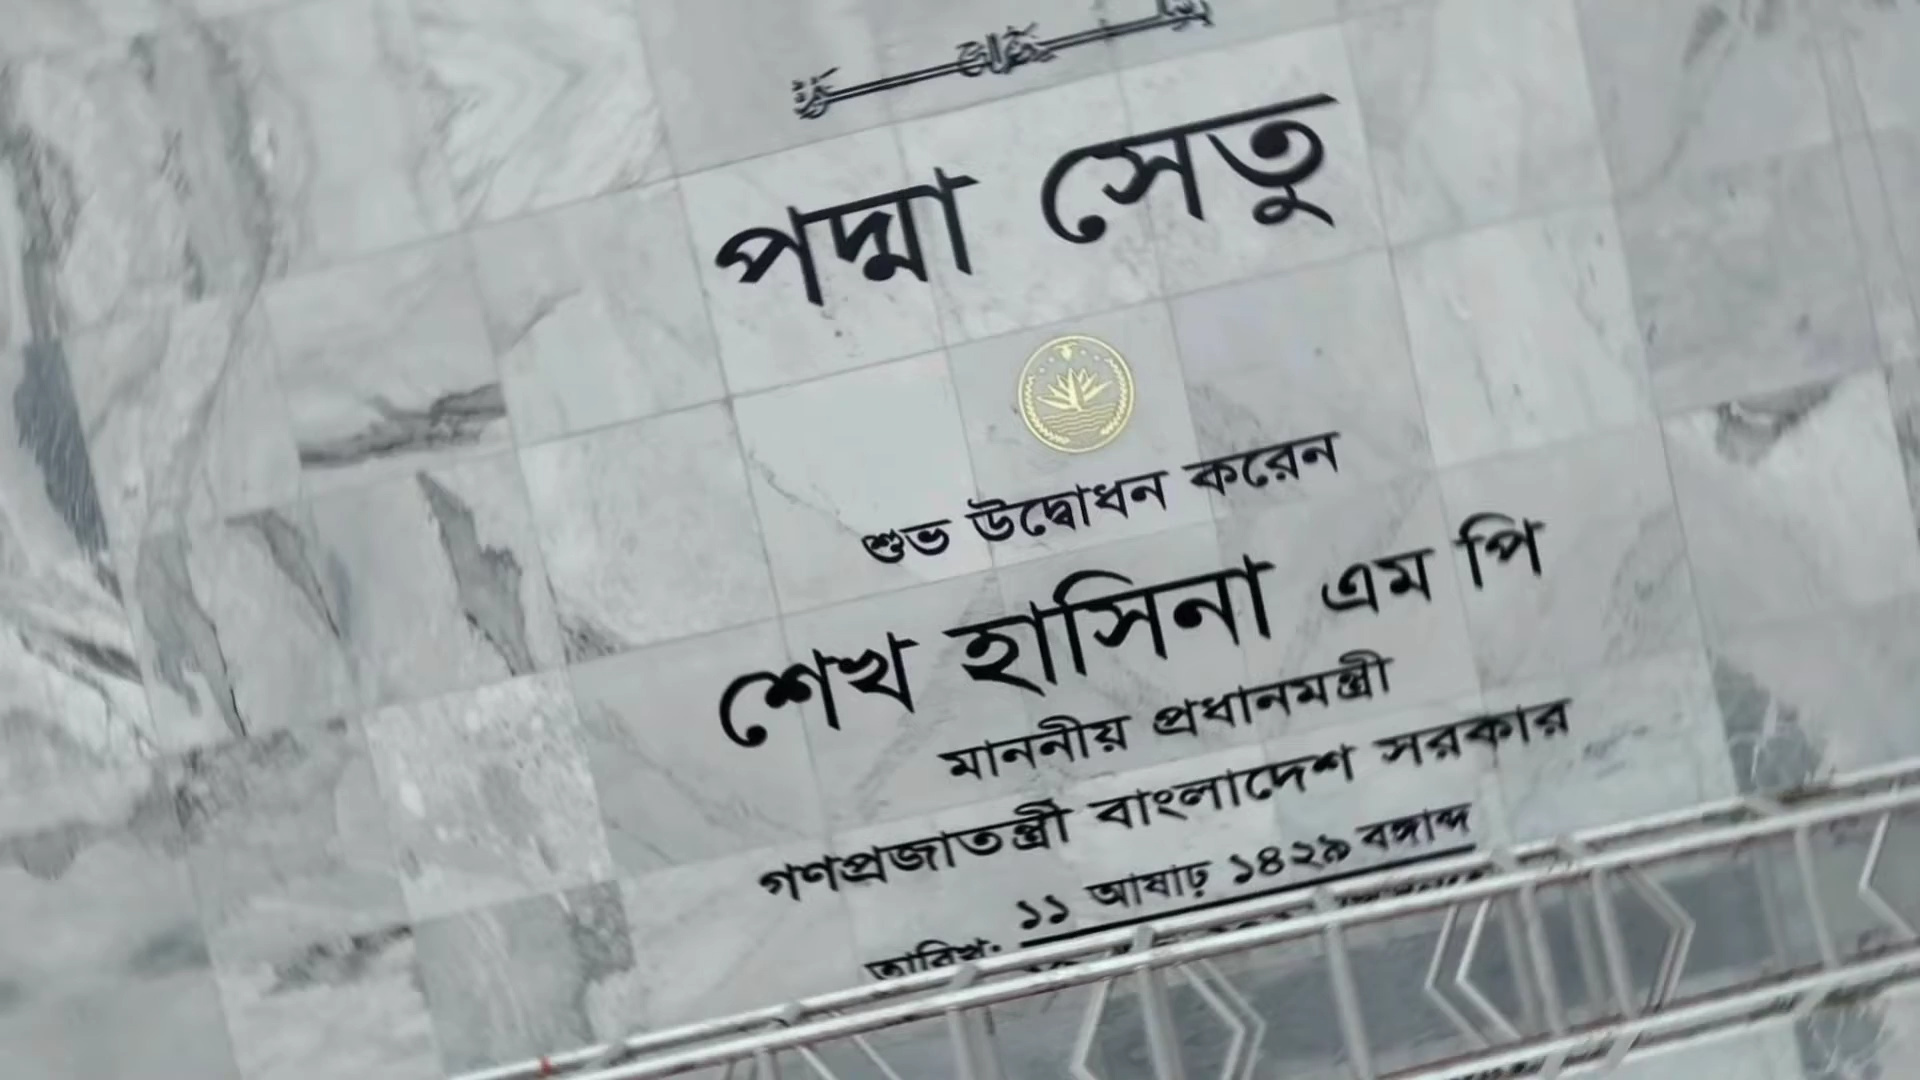 পদ্মা সেতু
শুভ উদ্বোধন করেন
শেখ হাসিনা এম পি
মাননীয় প্রধানমন্ত্রী
গণপ্রজাতন্ত্রী বাংলাদেশ সরকার
১১ আষাঢ় ১৪২৯ বঙ্গাব্দ
তারিখ: